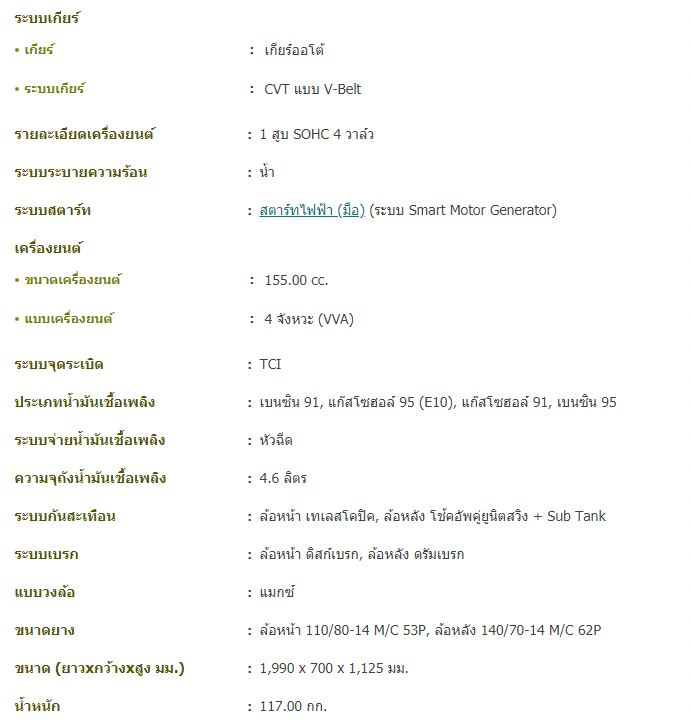 ระบบเกียร์
• เกียร์ : เกียร์ออโต้
• ระบบเกียร์ : CVT แบบ V-Belt
รายละเอียดเครื่องยนต์ : 1 สูบ SOHC 4 วาล์ว
ระบบระบายความร้อน : น้ำ
ระบบสตาร์ท : สตาร์ทไฟฟ้า (มือ) (ระบบ Smart Motor Generator)
เครื่องยนต์
• ขนาดเครื่องยนต์ : 155.00 cc.
• แบบเครื่องยนต์ : 4 จังหวะ (VVA)
ระบบจุดระเบิด : TCI
ประเภทน้ำมันเชื้อเพลิง : เบนซิน 91, แก๊สโซฮอล์ 95 (E10), แก๊สโซฮอล์ 91, เบนซิน 95
ระบบจ่ายน้ำมันเชื้อเพลิง : หัวฉีด
ความจุถังน้ำมันเชื้อเพลิง : 4.6 ลิตร
ระบบกันสะเทือน : ล้อหน้า เทเลสโคปิค, ล้อหลัง โช้คอัพคู่ยูนิตสวิง + Sub Tank
ระบบเบรก : ล้อหน้า ดิสก์เบรก, ล้อหลัง ดรัมเบรก
แบบวงล้อ : แมกซ์
ขนาดยาง : ล้อหน้า 110/80-14 M/C 53P, ล้อหลัง 140/70-14 M/C 62P
ขนาด (ยาวxกว้างxสูง มม.) : 1,990 x 700 x 1,125 มม.
น้ำหนัก : 117.00 กก.